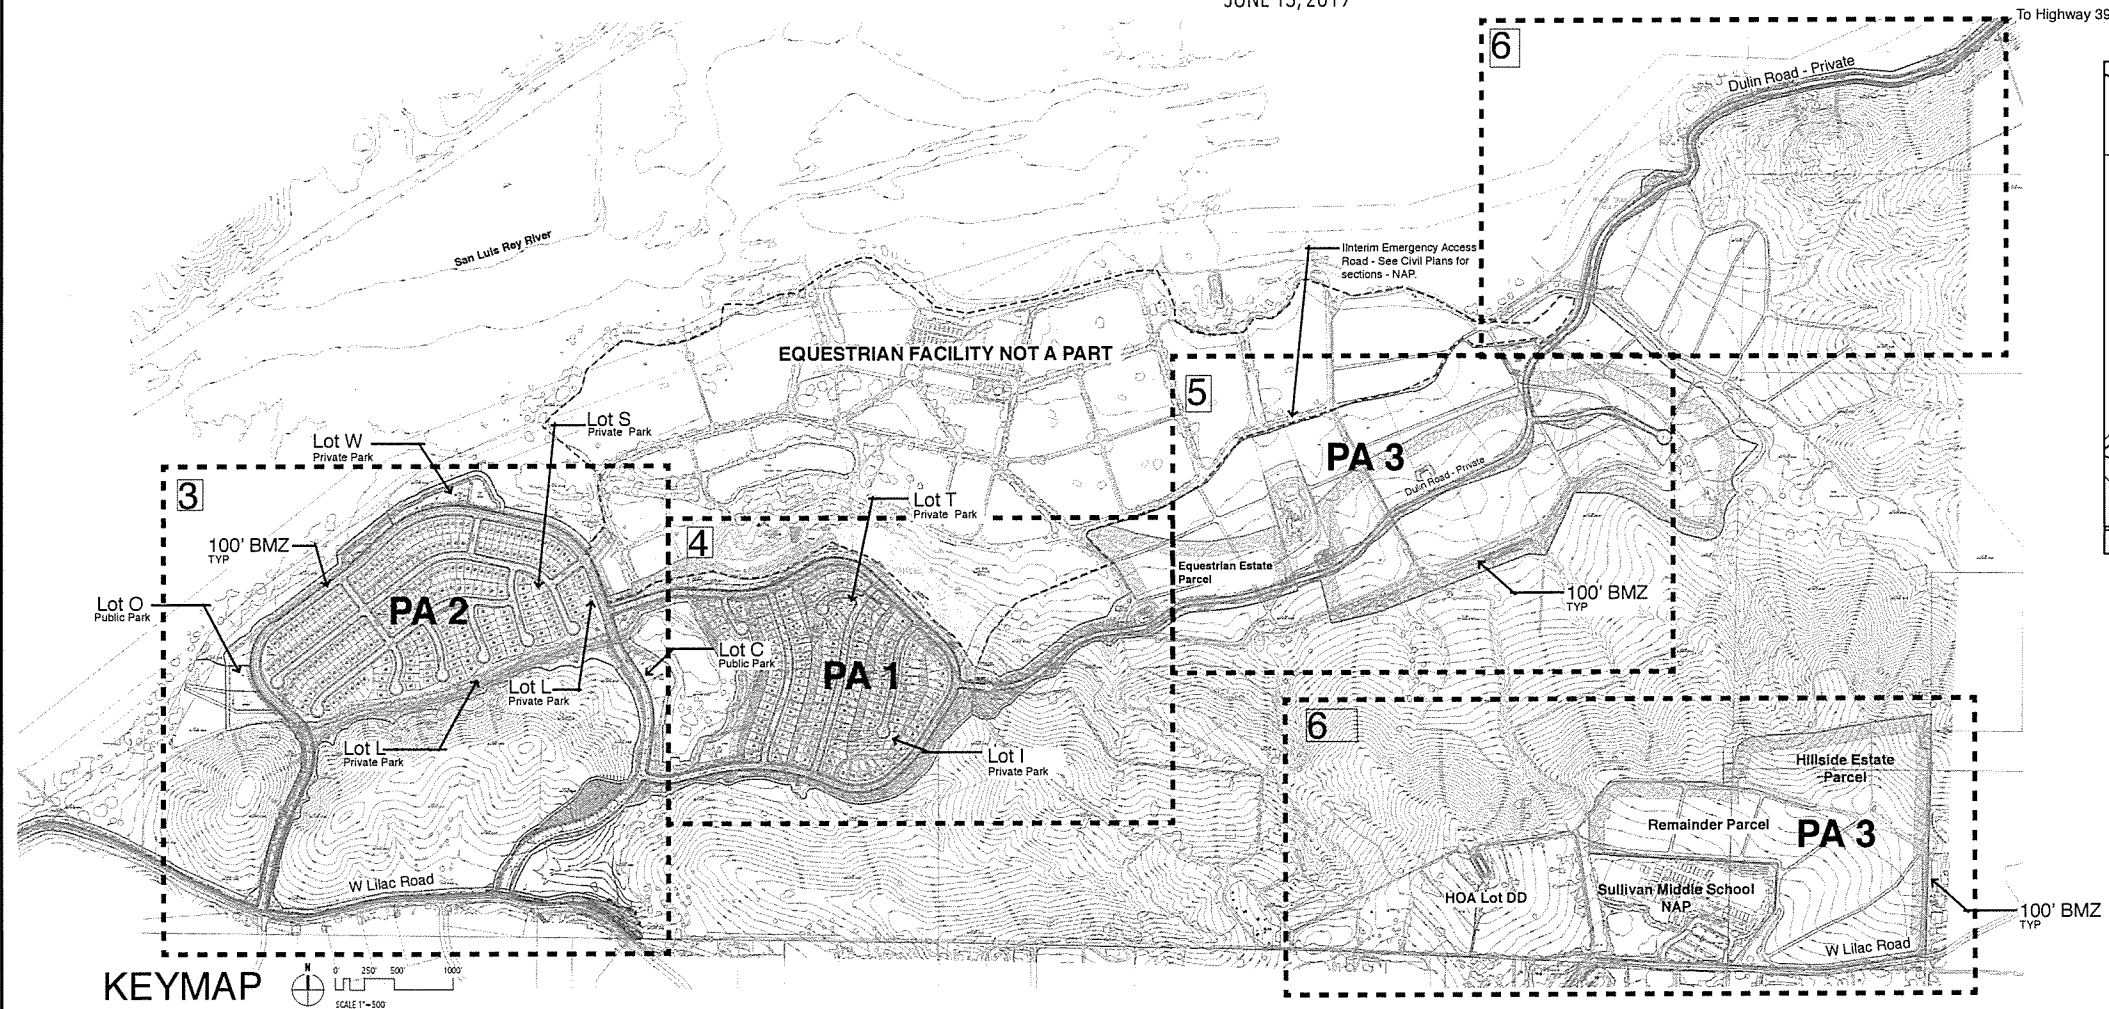 JUNE 13, 2019
To Highway 39
6
Dulin Road - Private
San Luis Rey River
IInterim Emergency Access
Road - See Civil Plans for
sections - NAP.
EQUESTRIAN FACILITY NOT A PART
5
Lot S
Private Park
Lot W
Private Park
PA 3
Dulin Road - Private
3
Lot T
Private Park
4
100' BMZ
TYP
Equestrian Estate
Parcel
100' BMZ
TYP
Lot O
Public Park
PA 2
Lot C
Public Park
PA 1
Lot L
Private Park
6
Lot L
Private Park
Lot I
Private Park
Hillside Estate
Parcel
Remainder Parcel
PA 3
W Lilac Road
HOA Lot DD
Sullivan Middle School
NAP
100' BMZ
TYP
W Lilac Road
KEYMAP
N
0' 250' 500' 1000'
SCALE 1"=500'